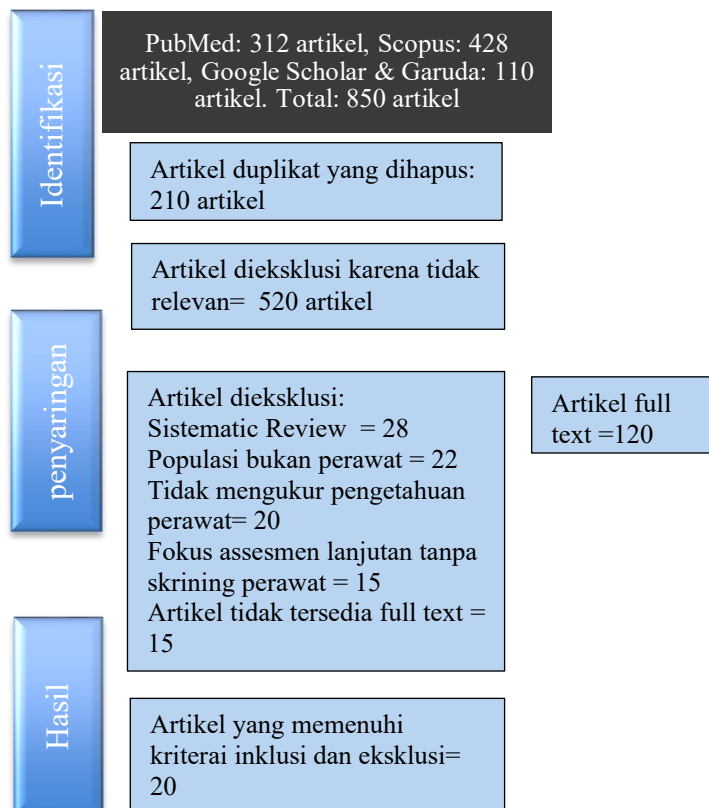 Identifikasi
PubMed: 312 artikel, Scopus: 428
artikel, Google Scholar & Garuda: 110
artikel. Total: 850 artikel
Artikel duplikat yang dihapus:
210 artikel
Artikel dieksklusi karena tidak
relevan= 520 artikel
penyaringan
Artikel dieksklusi:
Sistematic Review = 28
Populasi bukan perawat = 22
Tidak mengukur pengetahuan
perawat= 20
Fokus assesmen lanjutan tanpa
skrining perawat = 15
Artikel tidak tersedia full text =
15
Artikel full
text =120
Hasil
Artikel yang memenuhi
kriterai inklusi dan eksklusi=
20